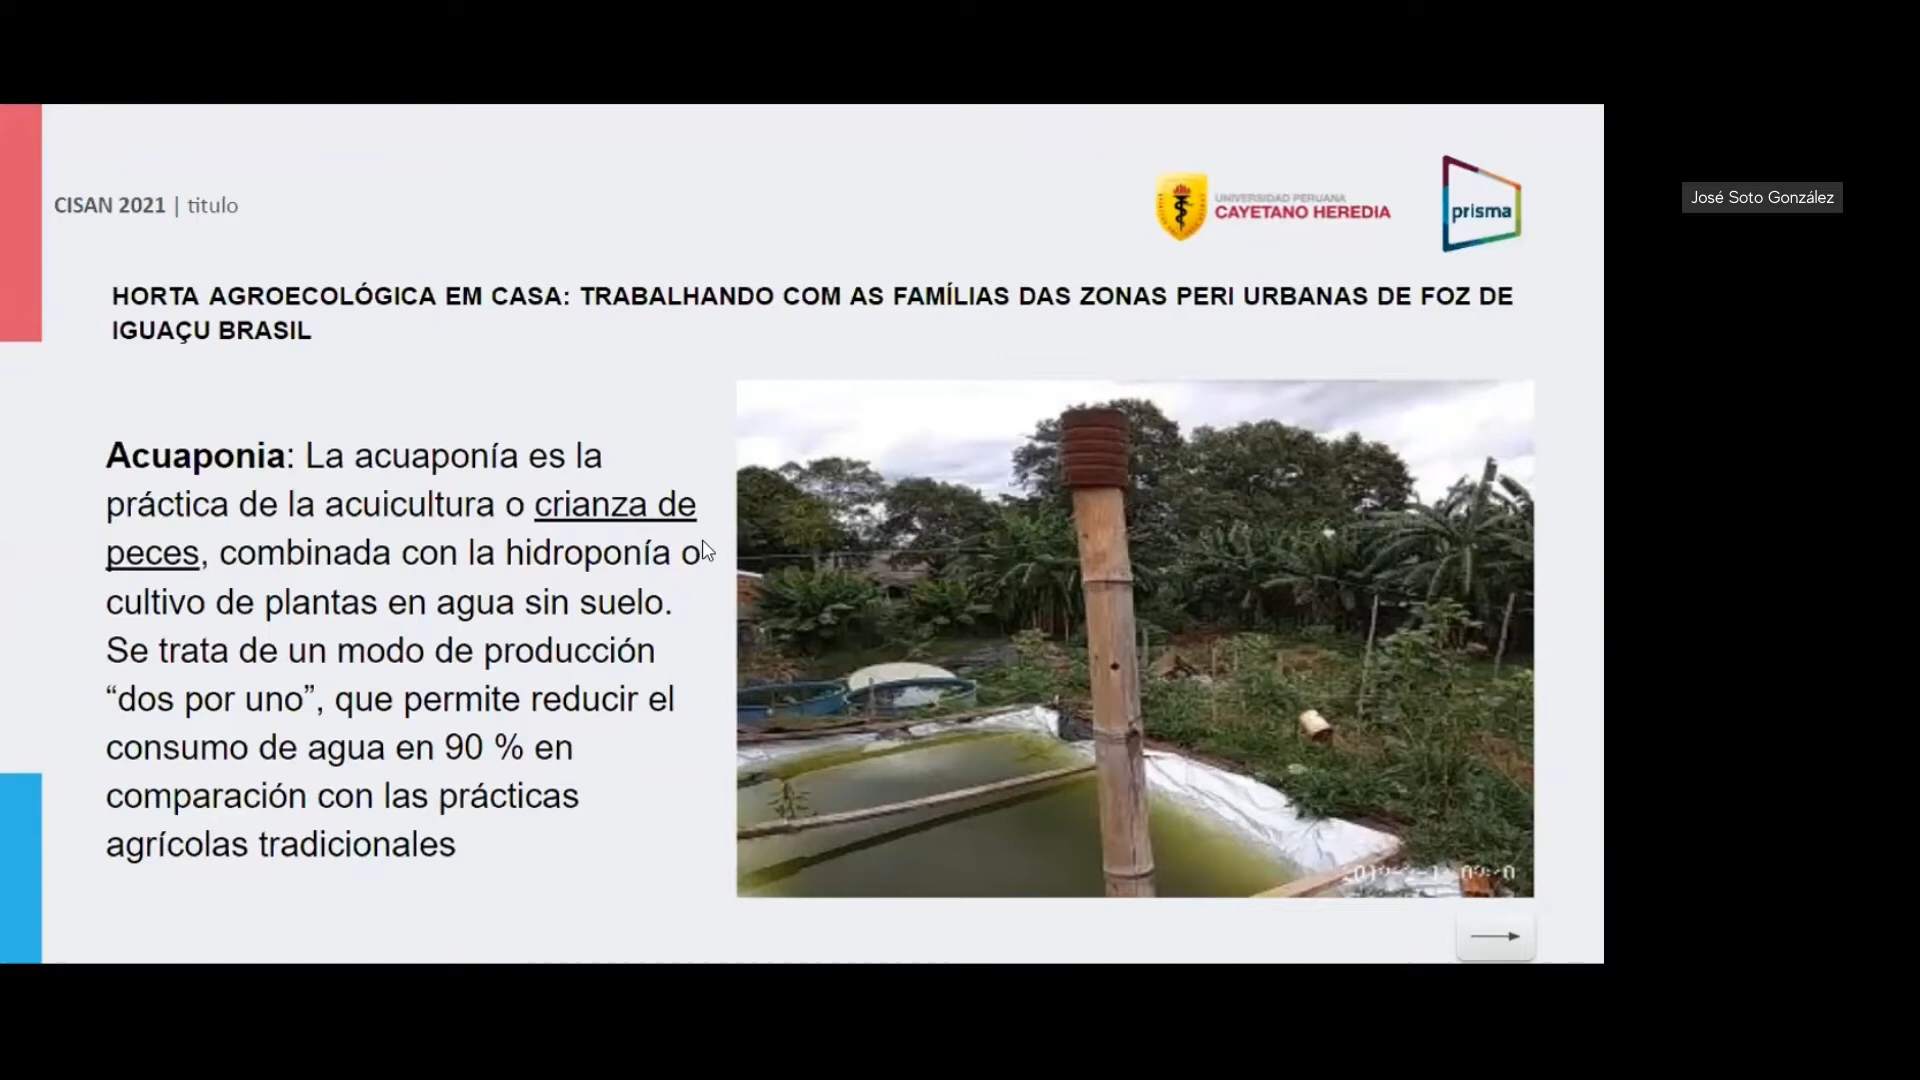 CISAN 2021 | titulo
UNIVERSIDAD PERUANA
CAYETANO HEREDIA
prisma
José Soto González
HORTA AGROECOLÓGICA EM CASA: TRABALHANDO COM AS FAMÍLIAS DAS ZONAS PERI URBANAS DE FOZ DE
IGUAÇU BRASIL
Acuaponia: La acuaponía es la
práctica de la acuicultura o crianza de
peces, combinada con la hidroponía o
cultivo de plantas en agua sin suelo.
Se trata de un modo de producción
“dos por uno”, que permite reducir el
consumo de agua en 90 % en
comparación con las prácticas
agrícolas tradicionales